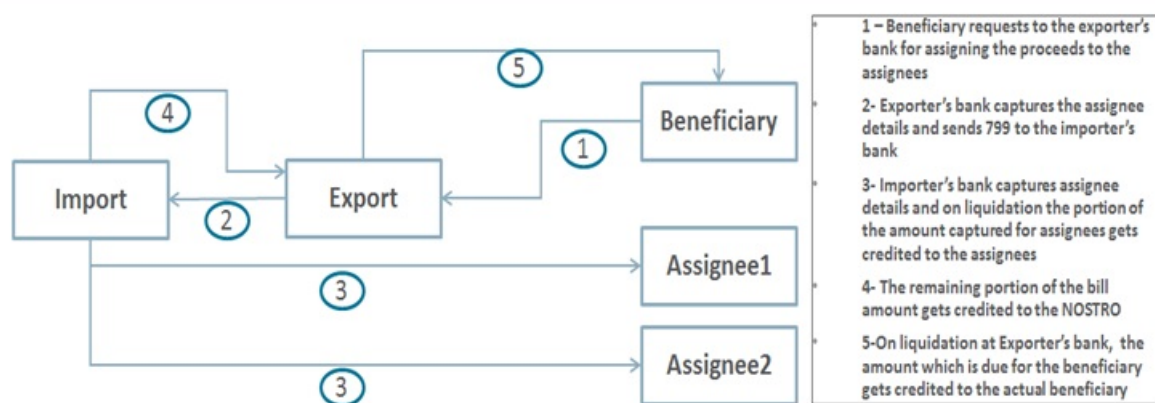 5
4
Beneficiary
1
Import
Export
2
Assignee1
3
Assignee2
3
1 – Beneficiary requests to the exporter's
bank for assigning the proceeds to the
assignees
2- Exporter's bank captures the assignee
details and sends 799 to the importer's
bank
3- Importer's bank captures assignee
details and on liquidation the portion of
the amount captured for assignees gets
credited to the assignees
4- The remaining portion of the bill
amount gets credited to the NOSTRO
5-On liquidation at Exporter's bank, the
amount which is due for the beneficiary
gets credited to the actual beneficiary